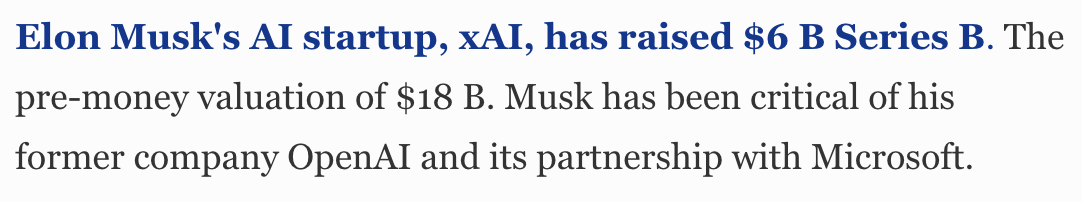 Elon Musk's AI startup, xAI, has raised $6 B Series B. The
pre-money valuation of $18 B. Musk has been critical of his
former company OpenAI and its partnership with Microsoft.